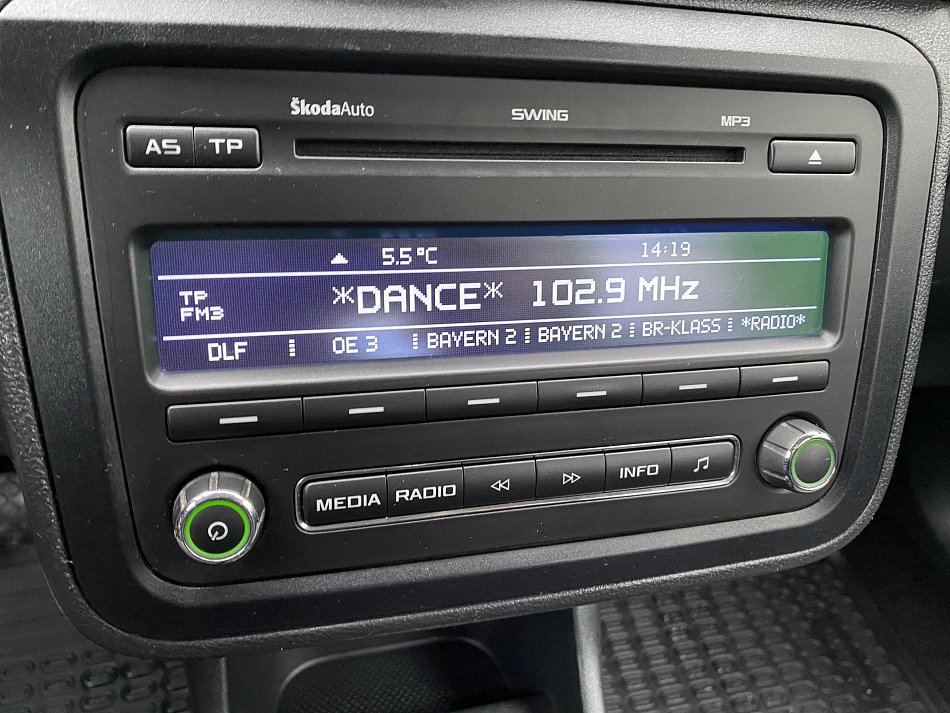 ŠkodaAuto SWING MP3
AS TP
5.5 °C 14:19
TP
FM3
*DANCE* 102.9 MHz
DLF OE 3 BAYERN 2 BAYERN 2 BR-KLASS *RADIO*
MEDIA RADIO INFO